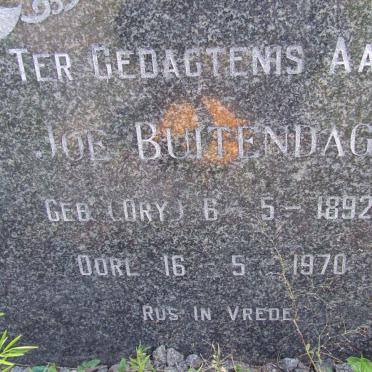 TER GEDAGTENIS AA
JOE BUITENDAG
GEB (DRY) 6 - 5 - 1892
OORL 16 5 1970
RUS IN VREDE